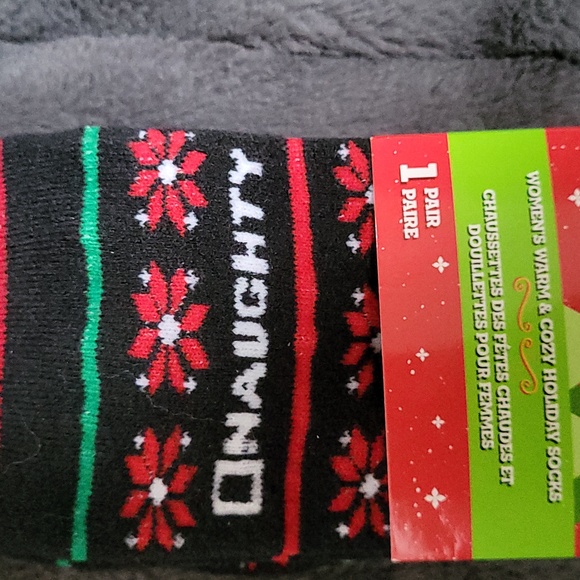 WOMEN'S WARM & COZY HOLIDAY SOCKS
CHAUSSETTES DES FÊTES CHAUDES ET
DOUILLETTES POUR FEMMES
1 PAIR
PAIRE
NAUGHTY